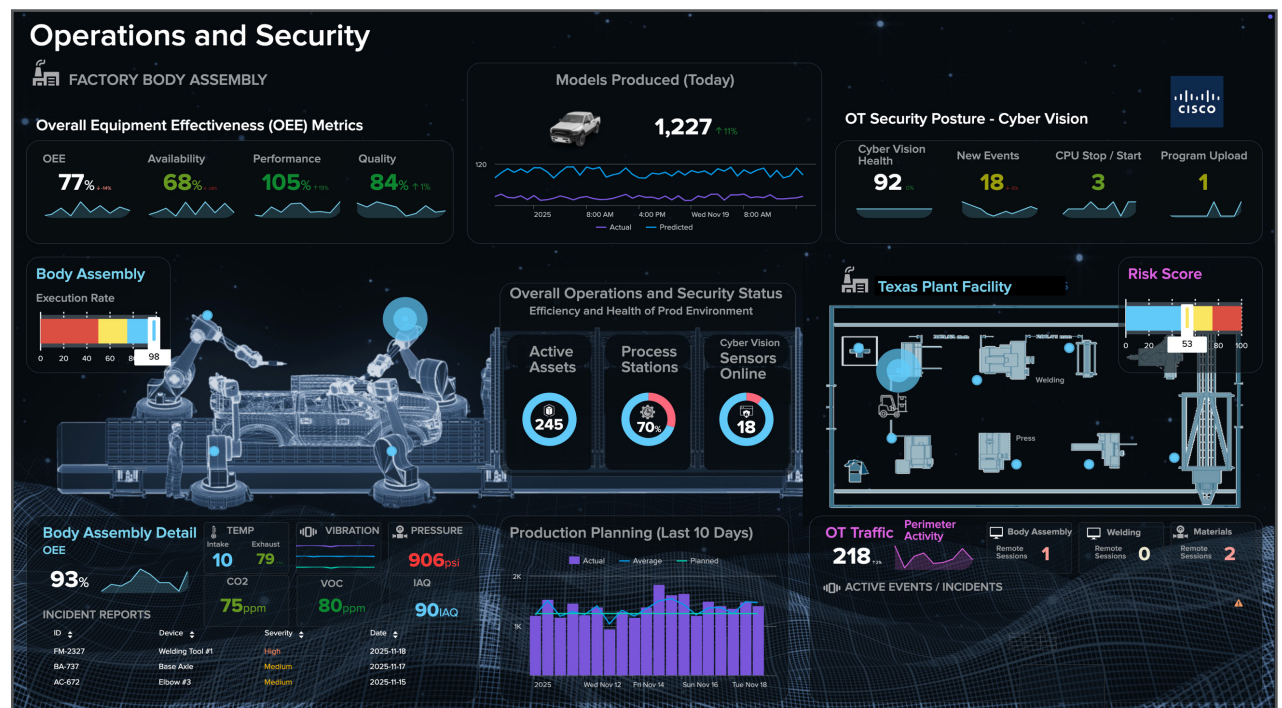 Operations and Security
FACTORY BODY ASSEMBLY
Overall Equipment Effectiveness (OEE) Metrics
OEE
77%
-14%
Availability
68%
Performance
105%
Quality
84% ↑ 1%
Models Produced (Today)
1,227 ↑ 11%
120
2025
8:00 AM
4:00 PM
Wed Nov 19
8:00 AM
Actual
Predicted
CISCO
OT Security Posture - Cyber Vision
Cyber Vision
Health
92
0%
New Events
18
CPU Stop / Start
3
Program Upload
1
Body Assembly
Execution Rate
0 20 40 60
98
Overall Operations and Security Status
Efficiency and Health of Prod Environment
Active
Assets
245
Process
Stations
70%
Cyber Vision
Sensors
Online
18
Texas Plant Facility
Welding
Press
Risk Score
0 20
53
80 100
Body Assembly Detail
OEE
93%
TEMP
Intake
10
Exhaust
79
VIBRATION
PRESSURE
906psi
CO2
75ppm
VOC
80ppm
IAQ
90IAQ
INCIDENT REPORTS
ID Device Severity Date
FM-2327 Welding Tool #1 High 2025-11-18
BA-737 Base Axle Medium 2025-11-17
AC-672 Elbow #3 Medium 2025-11-15
Production Planning (Last 10 Days)
Actual Average Planned
2K
1K
2025 Wed Nov 12 Fri Nov 14 Sun Nov 16 Tue Nov 18
OT Traffic
218
↑2%
Perimeter
Activity
Body Assembly
Remote
Sessions
1
Welding
Remote
Sessions
0
Materials
Remote
Sessions
2
ACTIVE EVENTS / INCIDENTS